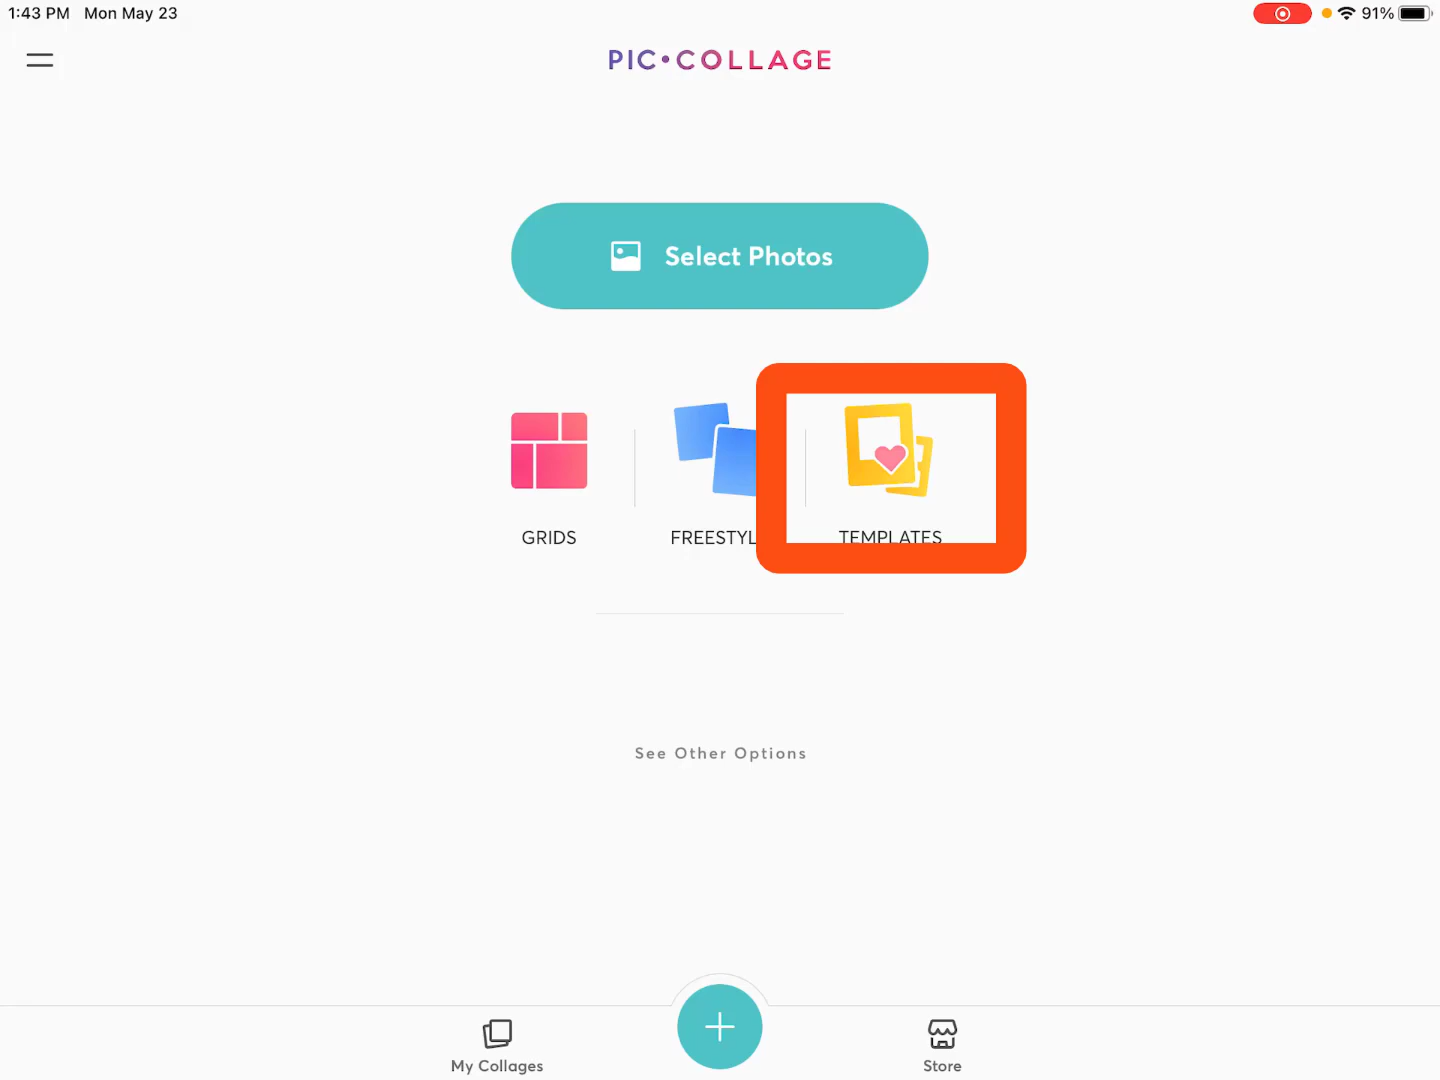 1:43 PM Mon May 23
91%
PIC•COLLAGE
Select Photos
GRIDS
FREESTYL
TEMPLATES
See Other Options
My Collages
Store